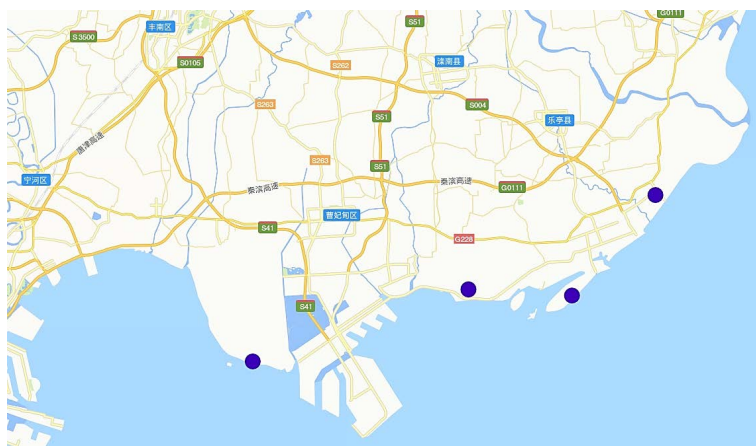 G0111
S51
丰南区
S3500
S0105
S262
滦南县
S263
S004
S51
乐亭县
唐津高速
S263
S51
宁河区
秦滨高速
秦滨高速
G0111
曹妃甸区
S41
G228
S41